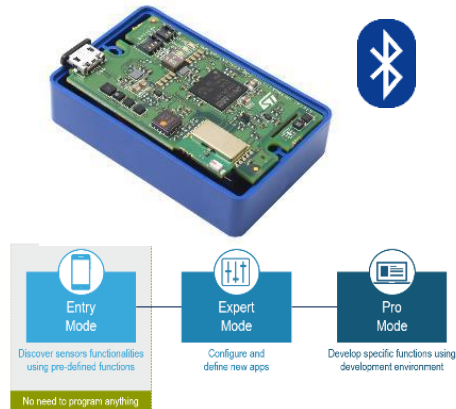 ST
Entry
Mode
Expert
Mode
Pro
Mode
Discover sensors functionalities
using pre-defined functions
Configure and
define new apps
Develop specific functions using
development environment
No need to program anything